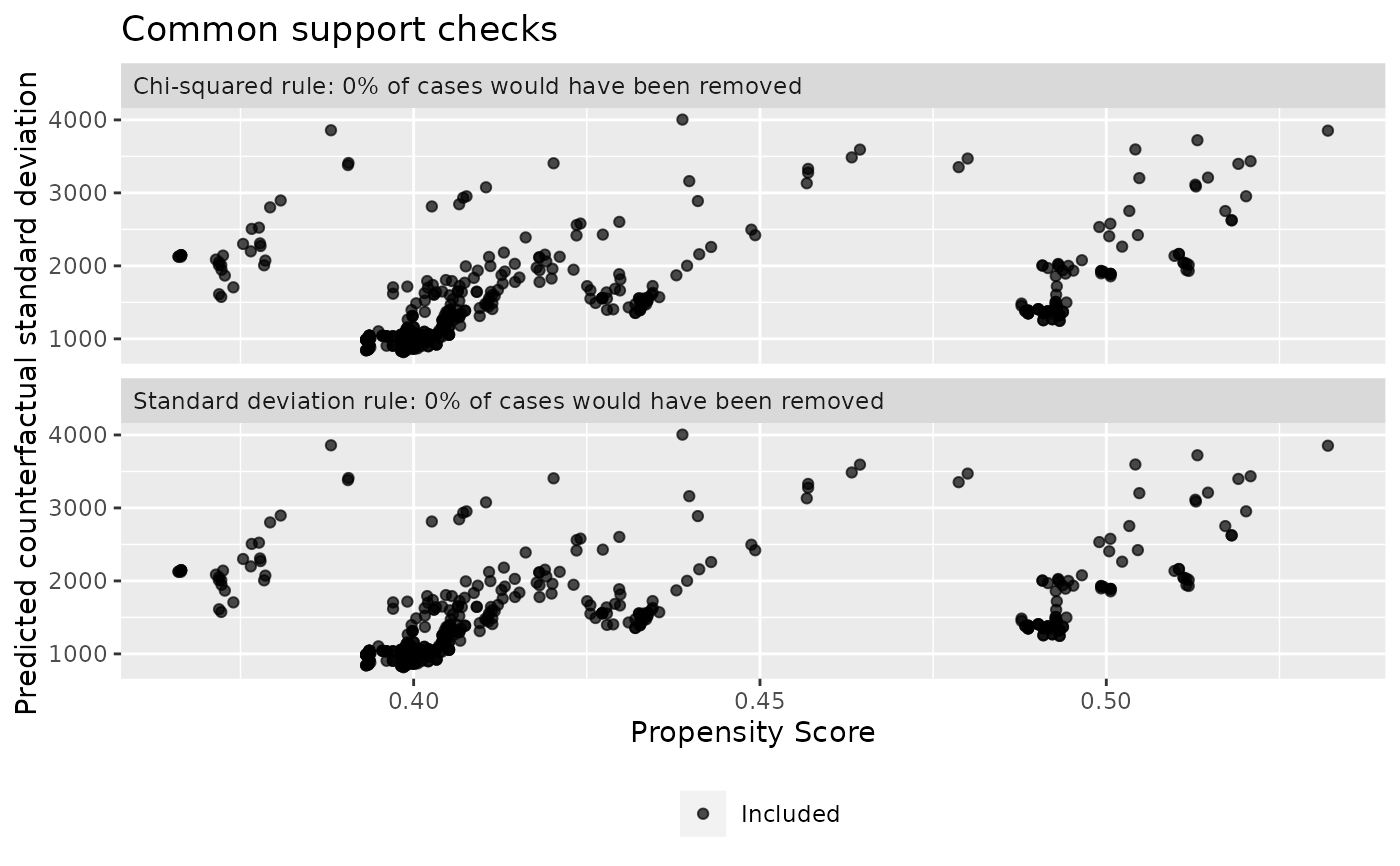 Common support checks
Predicted counterfactual standard deviation
Chi-squared rule: 0% of cases would have been removed
4000
3000
2000
1000
Standard deviation rule: 0% of cases would have been removed
4000
3000
2000
1000
0.40 0.45 0.50
Propensity Score
Included